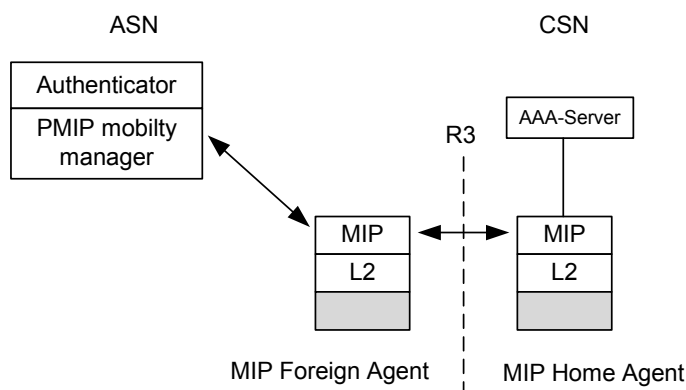 ASN
CSN
Authenticator
PMIP mobilty
manager
AAA-Server
R3
MIP
MIP
L2
L2
MIP Foreign Agent
MIP Home Agent